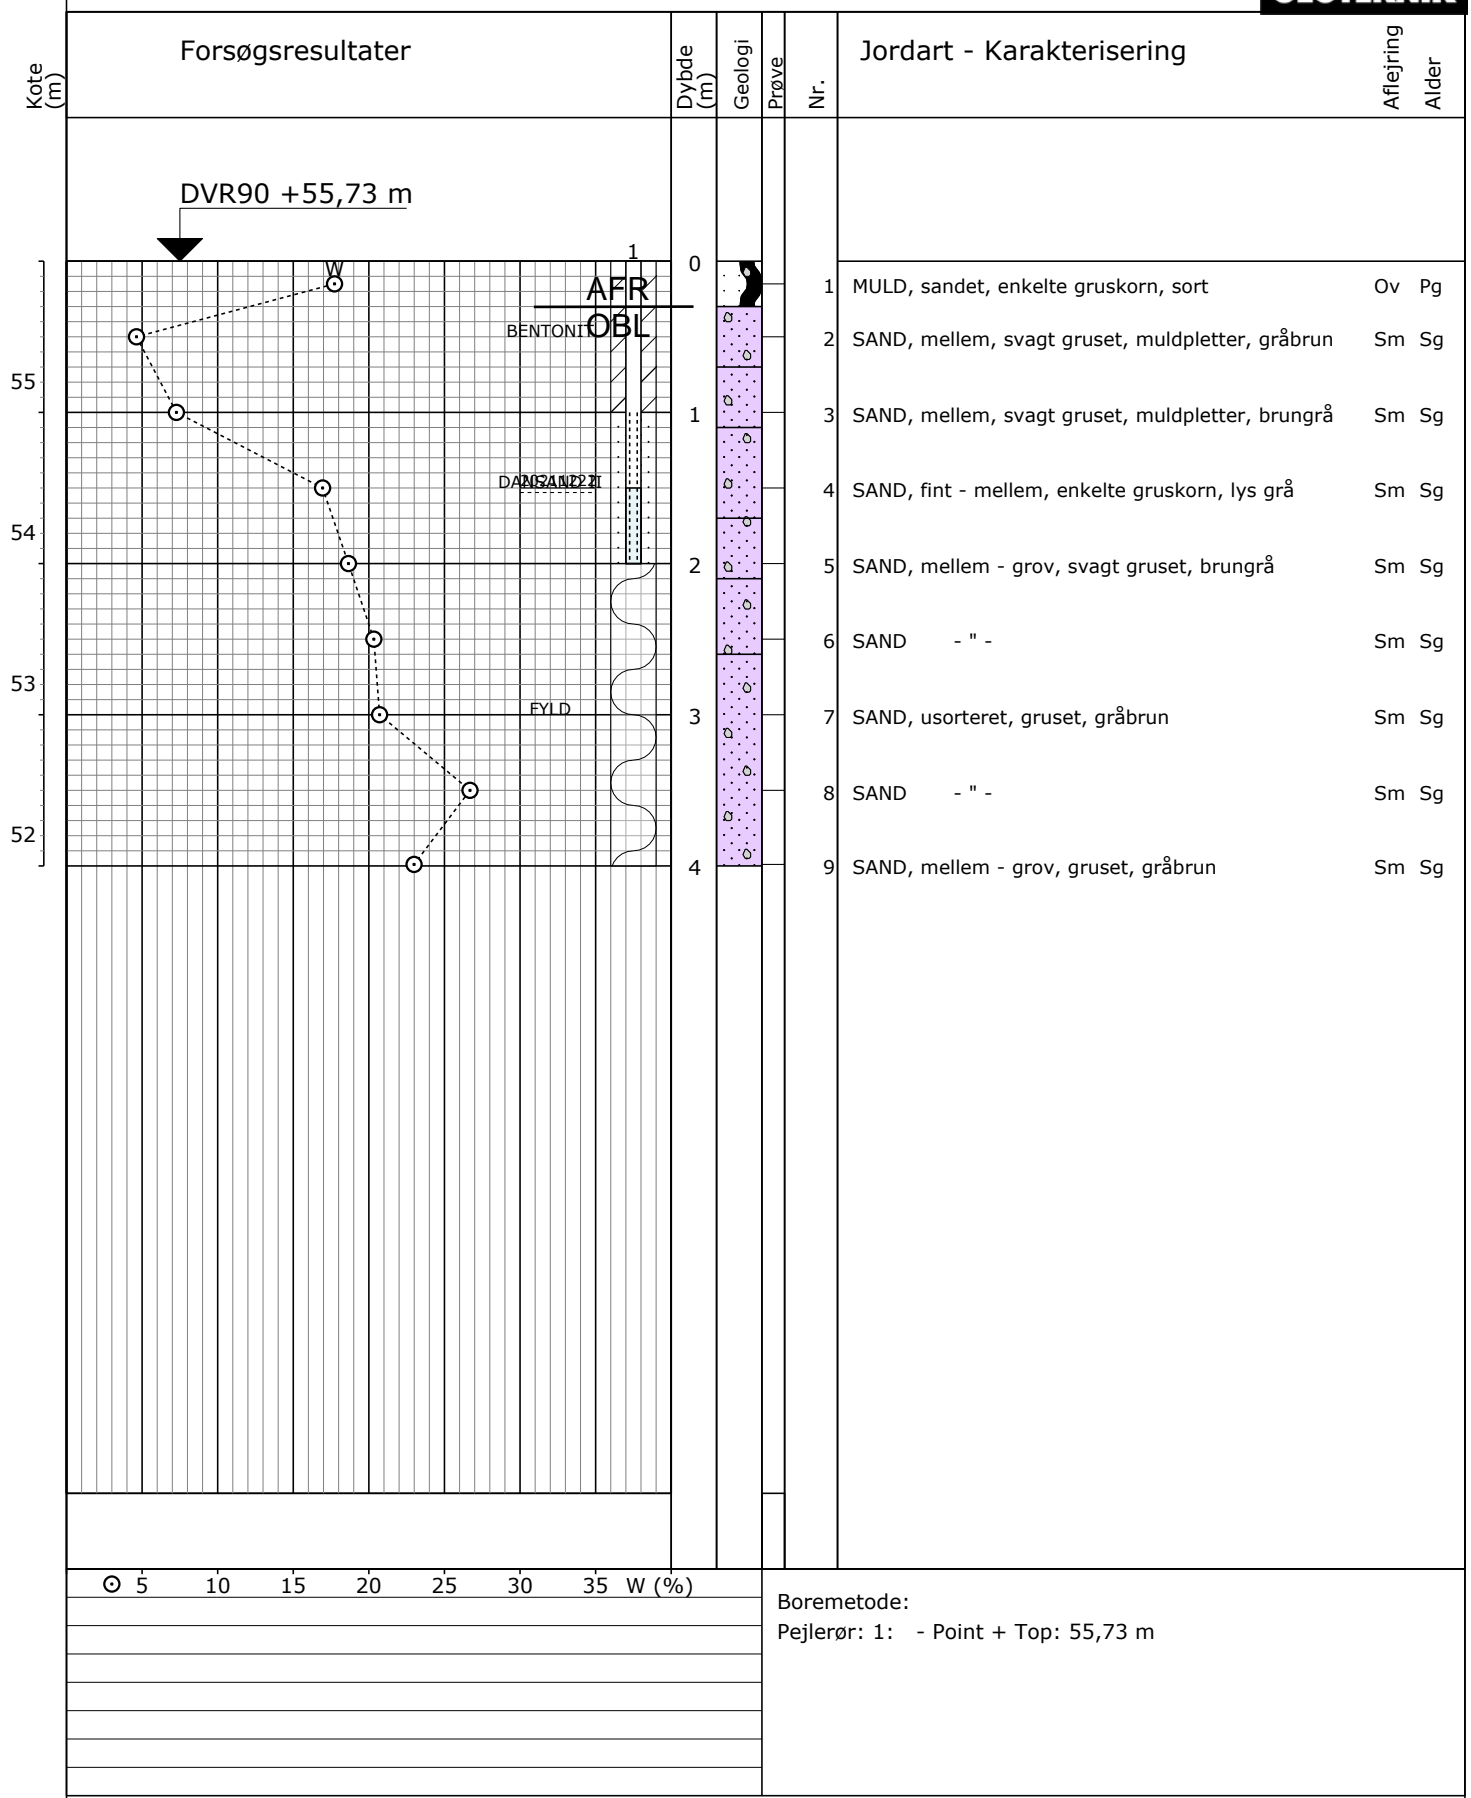 Kote (m)
Forsøgsresultater
Dybde (m)
Geologi
Prøve
Nr.
Jordart - Karakterisering
Aflejring
Alder
DVR90 +55,73 m
1
W
0
AFR
1 MULD, sandet, enkelte gruskorn, sort Ov Pg
BENTONIT OBL
2 SAND, mellem, svagt gruset, muldpletter, gråbrun Sm Sg
55
1
3 SAND, mellem, svagt gruset, muldpletter, brungrå Sm Sg
4 SAND, fint - mellem, enkelte gruskorn, lys grå Sm Sg
54
2
5 SAND, mellem - grov, svagt gruset, brungrå Sm Sg
6 SAND - " - Sm Sg
53
FYLD
3
7 SAND, usorteret, gruset, gråbrun Sm Sg
8 SAND - " - Sm Sg
52
4
9 SAND, mellem - grov, gruset, gråbrun Sm Sg
5 10 15 20 25 30 35 W (%)
Boremetode:
Pejlerør: 1: - Point + Top: 55,73 m